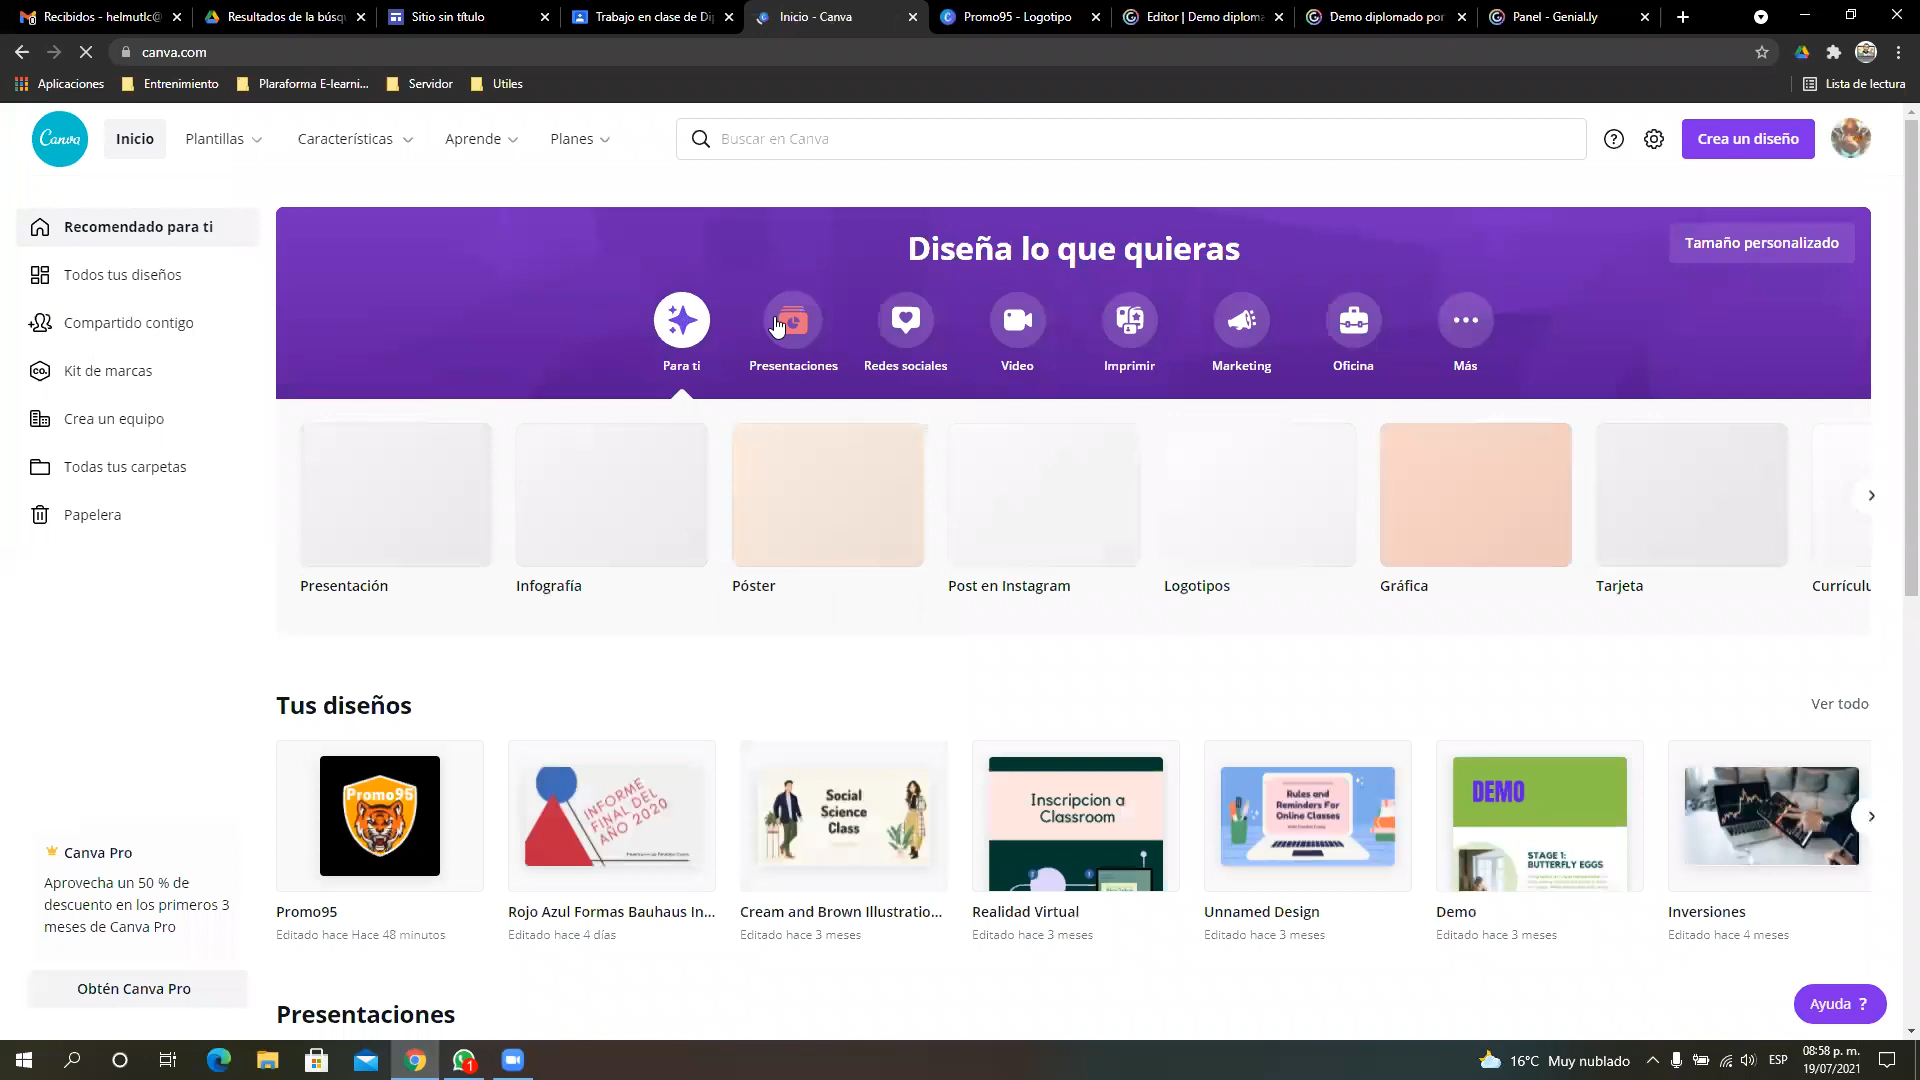 Recibidos - helmutlc@
Resultados de la búsqu
Sitio sin título
Trabajo en clase de Di
Inicio - Canva
Promo95 - Logotipo
Editor | Demo diploma
Demo diplomado por
Panel - Genial.ly
canva.com
Aplicaciones
Entrenimiento
Plaraforma E-learni...
Servidor
Utiles
Lista de lectura
Canva
Inicio
Plantillas
Características
Aprende
Planes
Buscar en Canva
Crea un diseño
Recomendado para ti
Todos tus diseños
Compartido contigo
CO.
Kit de marcas
Crea un equipo
Todas tus carpetas
Papelera
Diseña lo que quieras
Tamaño personalizado
Para ti
Presentaciones
Redes sociales
Video
Imprimir
Marketing
Oficina
Más
Presentación
Infografía
Póster
Post en Instagram
Logotipos
Gráfica
Tarjeta
Currículu
Tus diseños
Ver todo
Promo95
INFORME
FINAL DEL
AÑO 2020
Social
Science
Class
Inscripcion a
Classroom
Rules and
Reminders For
Online Classes
DEMO
STAGE 1:
BUTTERFLY EGGS
Promo95
Editado hace Hace 48 minutos
Rojo Azul Formas Bauhaus In...
Editado hace 4 días
Cream and Brown Illustratio...
Editado hace 3 meses
Realidad Virtual
Editado hace 3 meses
Unnamed Design
Editado hace 3 meses
Demo
Editado hace 3 meses
Inversiones
Editado hace 4 meses
Canva Pro
Aprovecha un 50 % de
descuento en los primeros 3
meses de Canva Pro
Obtén Canva Pro
Presentaciones
Ayuda ?
1
16°C Muy nublado
ESP
08:58 p. m.
19/07/2021